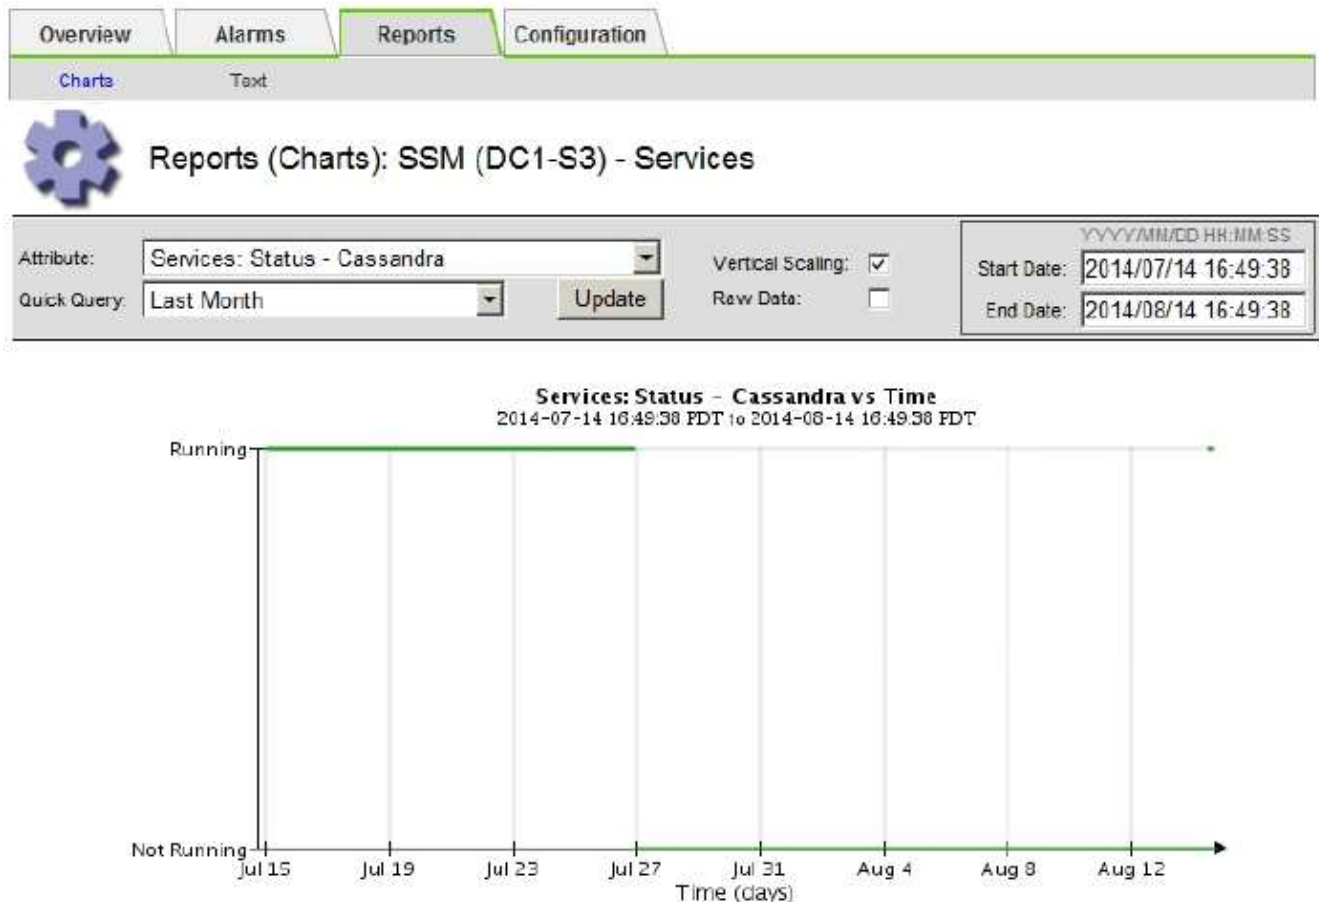 Overview Alarms Reports Configuration
Charts Text
Reports (Charts): SSM (DC1-S3) - Services
YYYY/MM/DD HH:MM:SS
Attribute: Services: Status - Cassandra Vertical Scaling: Start Date: 2014/07/14 16:49:38
Quick Query: Last Month Update Raw Data: End Date: 2014/08/14 16:49:38
Services: Status - Cassandra vs Time
2014-07-14 16:49:38 PDT to 2014-08-14 16:49:38 PDT
Running
Not Running
Jul 15 Jul 19 Jul 23 Jul 27 Jul 31 Aug 4 Aug 8 Aug 12
Time (days)